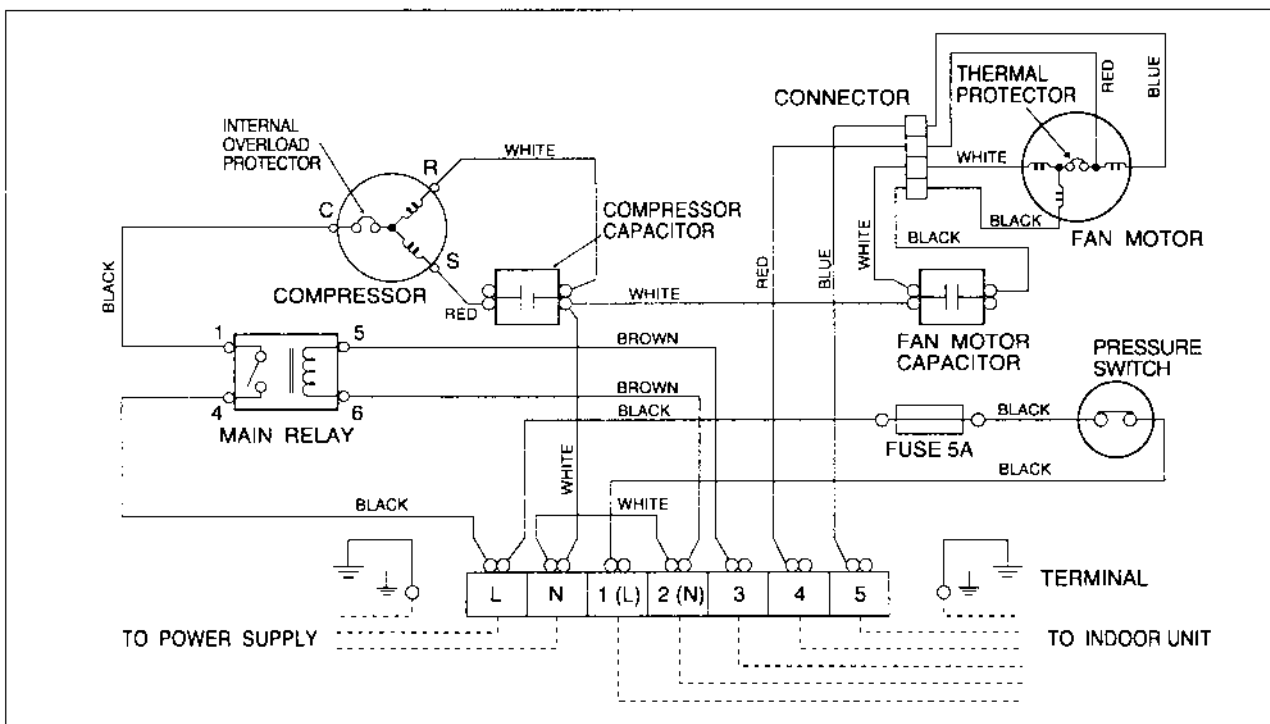 RED
BLUE
THERMAL
PROTECTOR
CONNECTOR
INTERNAL
OVERLOAD
PROTECTOR
WHITE
R
WHITE
C
COMPRESSOR
CAPACITOR
BLACK
FAN MOTOR
S
WHITE
BLACK
RED
BLUE
BLACK
COMPRESSOR
RED
WHITE
FAN MOTOR
CAPACITOR
1
5
BROWN
PRESSURE
SWITCH
4
6
BROWN
BLACK
BLACK
MAIN RELAY
FUSE 5A
WHITE
BLACK
BLACK
WHITE
L
N
1 (L)
2 (N)
3
4
5
TERMINAL
TO POWER SUPPLY
TO INDOOR UNIT